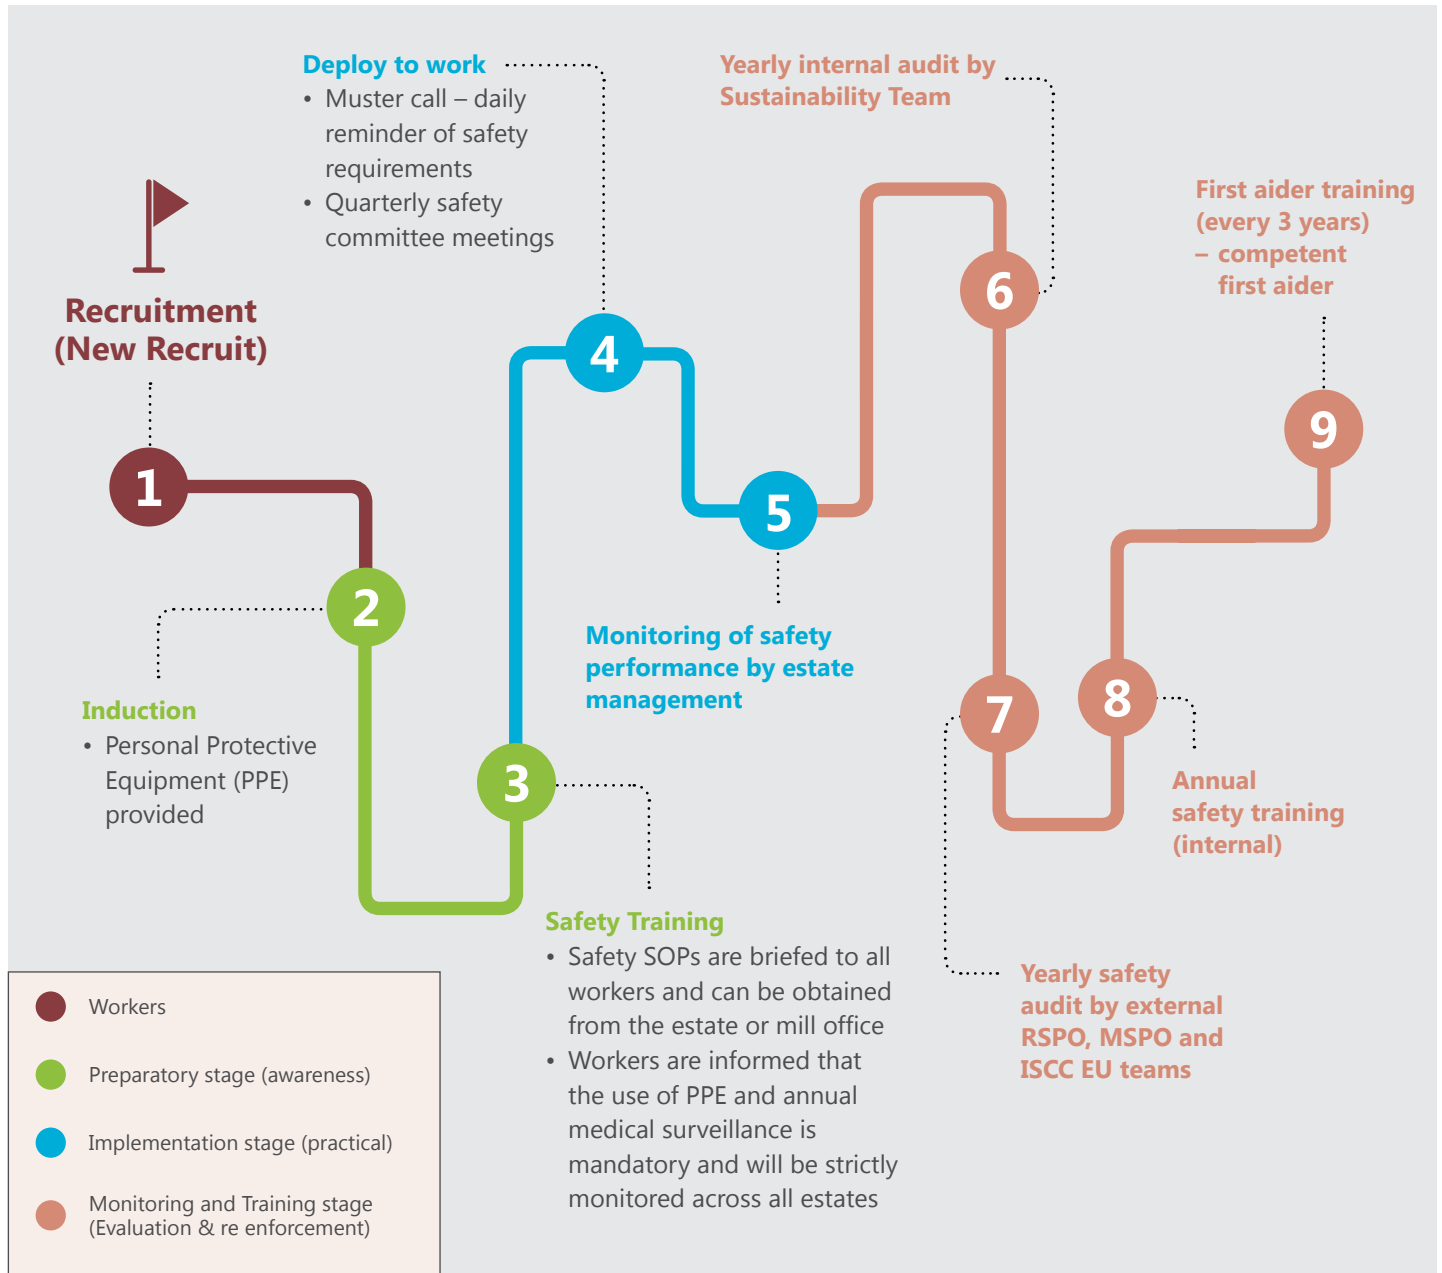 Recruitment
(New Recruit)
1
2
Induction
• Personal Protective
Equipment (PPE)
provided
3
Safety Training
• Safety SOPs are briefed to all
workers and can be obtained
from the estate or mill office
• Workers are informed that
the use of PPE and annual
medical surveillance is
mandatory and will be strictly
monitored across all estates
Deploy to work
• Muster call – daily
reminder of safety
requirements
• Quarterly safety
committee meetings
4
5
Monitoring of safety
performance by estate
management
Yearly internal audit by
Sustainability Team
6
7
Yearly safety
audit by external
RSPO, MSPO and
ISCC EU teams
8
Annual
safety training
(internal)
First aider training
(every 3 years)
– competent
first aider
9
Workers
Preparatory stage (awareness)
Implementation stage (practical)
Monitoring and Training stage
(Evaluation & re enforcement)